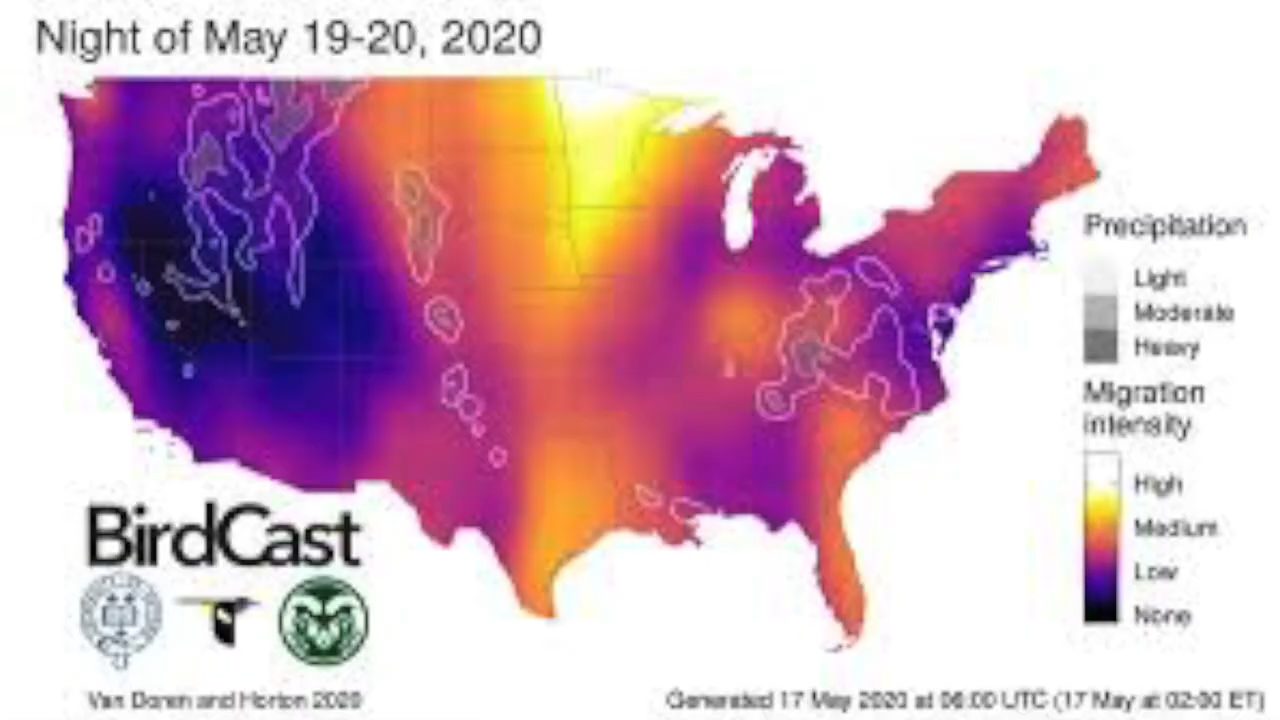 Night of May 19-20, 2020
Precipitation
Light
Moderate
Heavy
Migration
intensity
High
Medium
Low
None
BirdCast
Van Doren and Horton 2020
Generated 17 May 2020 at 06:00 UTC (17 May at 02:00 ET)